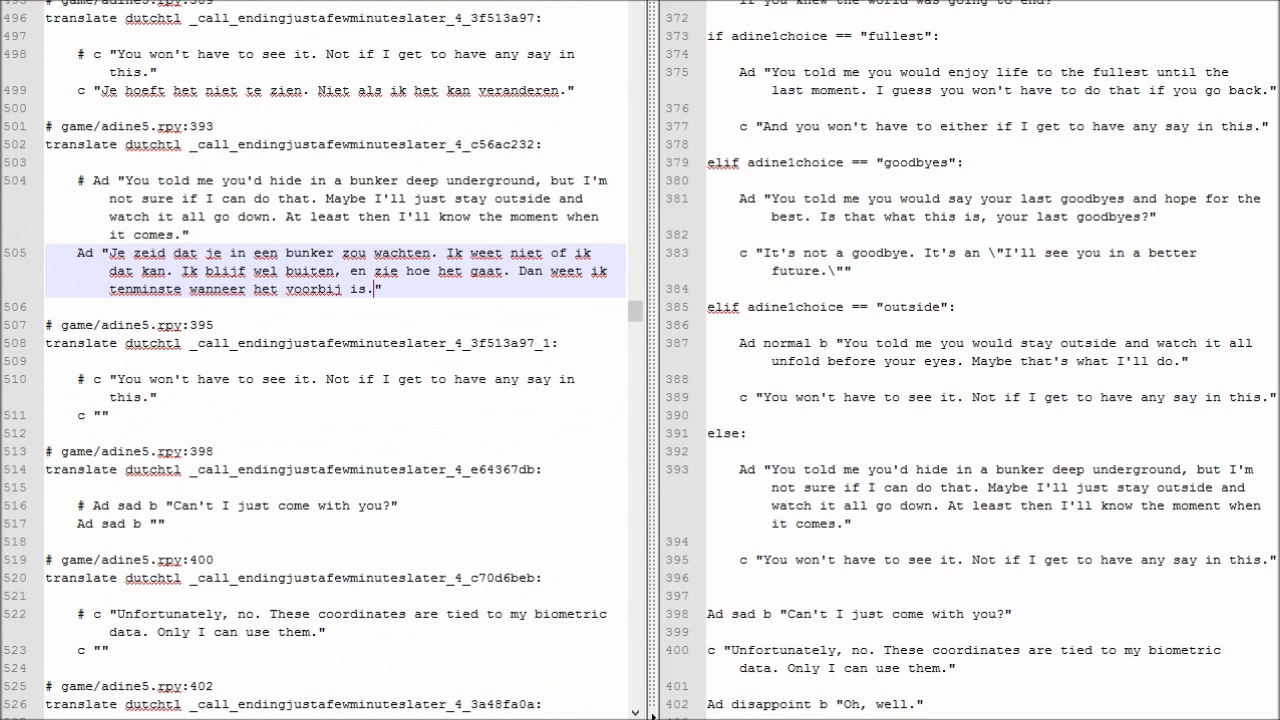 495 # game/adine5.rpy:389
496 translate dutchtl _call_endingjustafewminuteslater_4_3f513a97:
497
498 # c "You won't have to see it. Not if I get to have any say in
this."
499 c "Je hoeft het niet te zien. Niet als ik het kan veranderen."
500
501 # game/adine5.rpy:393
502 translate dutchtl _call_endingjustafewminuteslater_4_c56ac232:
503
504 # Ad "You told me you'd hide in a bunker deep underground, but I'm
not sure if I can do that. Maybe I'll just stay outside and
watch it all go down. At least then I'll know the moment when
it comes."
505 Ad "Je zeid dat je in een bunker zou wachten. Ik weet niet of ik
dat kan. Ik blijf wel buiten, en zie hoe het gaat. Dan weet ik
tenminste wanneer het voorbij is."
506
507 # game/adine5.rpy:395
508 translate dutchtl _call_endingjustafewminuteslater_4_3f513a97_1:
509
510 # c "You won't have to see it. Not if I get to have any say in
this."
511 c ""
512
513 # game/adine5.rpy:398
514 translate dutchtl _call_endingjustafewminuteslater_4_e64367db:
515
516 # Ad sad b "Can't I just come with you?"
517 Ad sad b ""
518
519 # game/adine5.rpy:400
520 translate dutchtl _call_endingjustafewminuteslater_4_c70d6beb:
521
522 # c "Unfortunately, no. These coordinates are tied to my biometric
data. Only I can use them."
523 c ""
524
525 # game/adine5.rpy:402
526 translate dutchtl _call_endingjustafewminuteslater_4_3a48fa0a:
if you knew the world was going to end?"
372
373 if adine1choice == "fullest":
374
375 Ad "You told me you would enjoy life to the fullest until the
last moment. I guess you won't have to do that if you go back."
376
377 c "And you won't have to either if I get to have any say in this."
378
379 elif adine1choice == "goodbyes":
380
381 Ad "You told me you would say your last goodbyes and hope for the
best. Is that what this is, your last goodbyes?"
382
383 c "It's not a goodbye. It's an \"I'll see you in a better
future.\""
384
385 elif adine1choice == "outside":
386
387 Ad normal b "You told me you would stay outside and watch it all
unfold before your eyes. Maybe that's what I'll do."
388
389 c "You won't have to see it. Not if I get to have any say in this."
390
391 else:
392
393 Ad "You told me you'd hide in a bunker deep underground, but I'm
not sure if I can do that. Maybe I'll just stay outside and
watch it all go down. At least then I'll know the moment when
it comes."
394
395 c "You won't have to see it. Not if I get to have any say in this."
396
397
398 Ad sad b "Can't I just come with you?"
399
400 c "Unfortunately, no. These coordinates are tied to my biometric
data. Only I can use them."
401
402 Ad disappoint b "Oh, well."